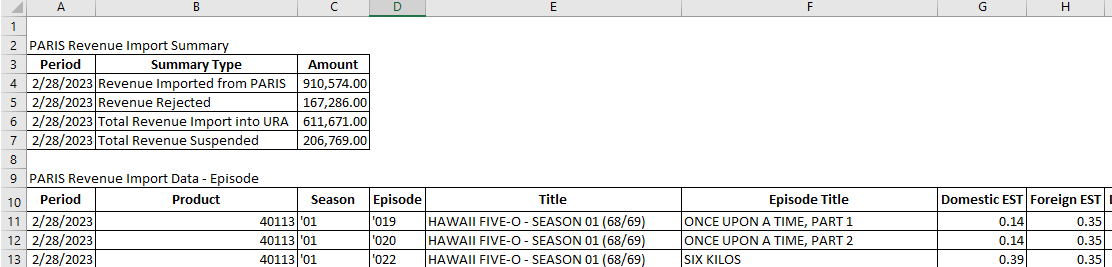 A B C D E F G H
1
2 PARIS Revenue Import Summary
3 Period Summary Type Amount
4 2/28/2023 Revenue Imported from PARIS 910,574.00
5 2/28/2023 Revenue Rejected 167,286.00
6 2/28/2023 Total Revenue Import into URA 611,671.00
7 2/28/2023 Total Revenue Suspended 206,769.00
8
9 PARIS Revenue Import Data - Episode
10 Period Product Season Episode Title Episode Title Domestic EST Foreign EST
11 2/28/2023 40113 '01 '019 HAWAII FIVE-O - SEASON 01 (68/69) ONCE UPON A TIME, PART 1 0.14 0.35
12 2/28/2023 40113 '01 '020 HAWAII FIVE-O - SEASON 01 (68/69) ONCE UPON A TIME, PART 2 0.14 0.35
13 2/28/2023 40113 '01 '022 HAWAII FIVE-O - SEASON 01 (68/69) SIX KILOS 0.39 0.35